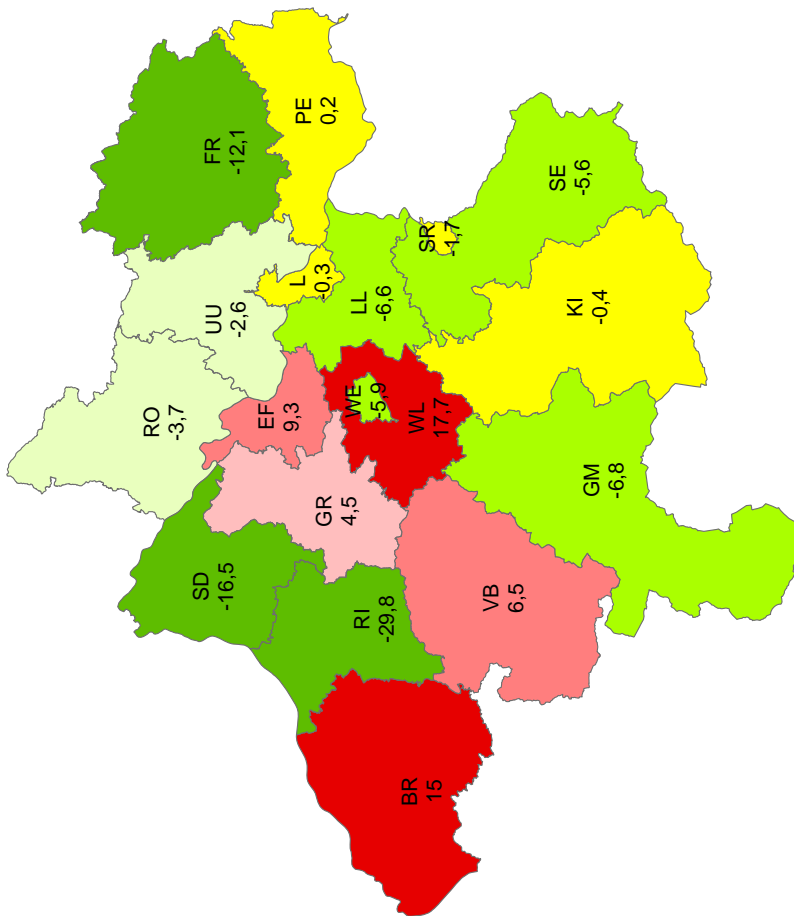 RO
-3,7
SD
-16,5
FR
-12,1
UU
-2,6
EF
9,3
L
-0,3
PE
0,2
GR
4,5
WE
-5,9
LL
-6,6
RI
-29,8
BR
15
WL
17,7
SR
-1,7
VB
6,5
SE
-5,6
KI
-0,4
GM
-6,8